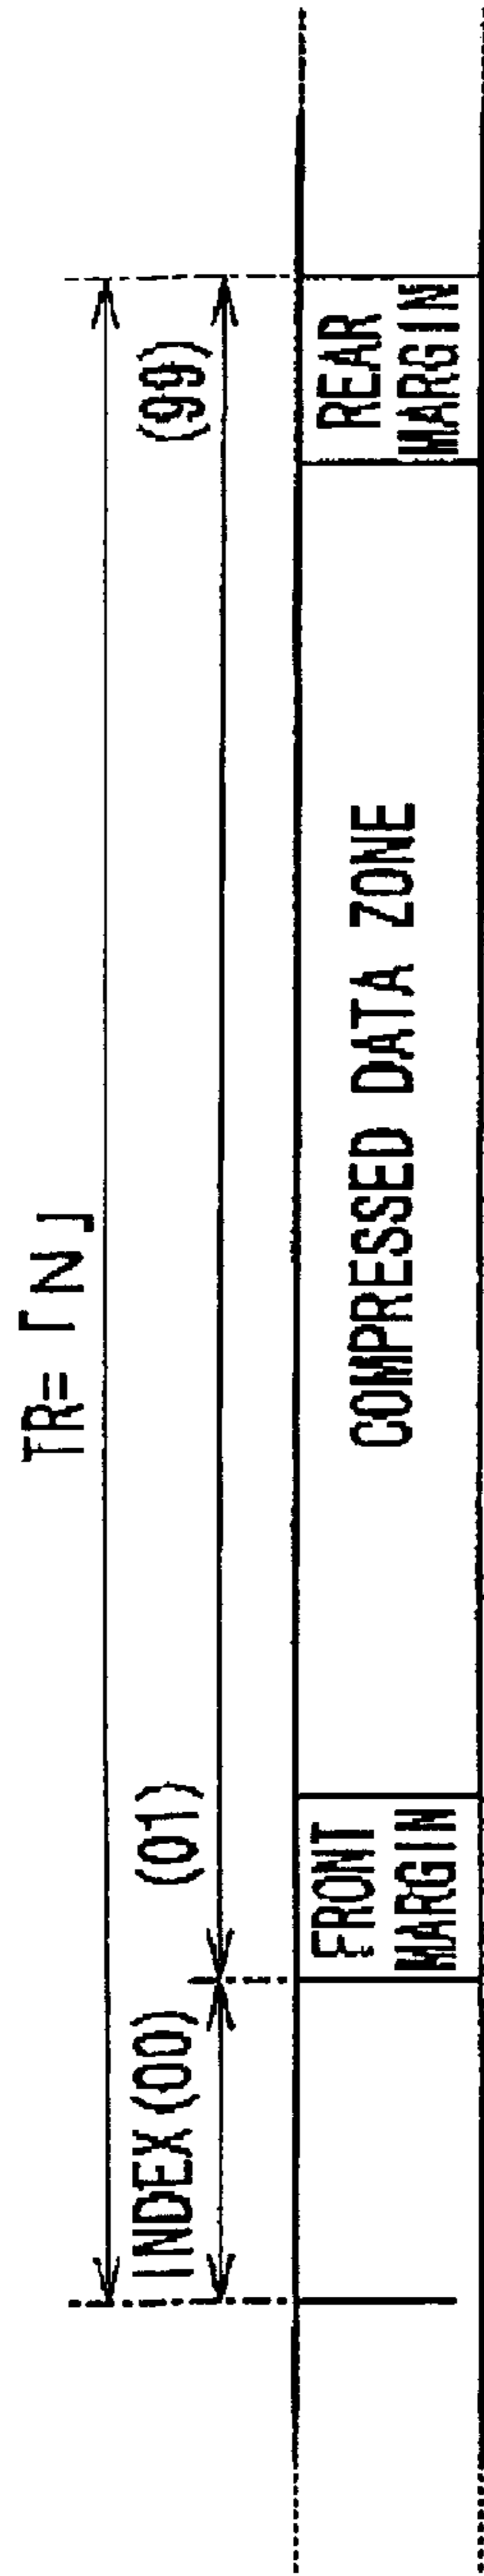 TR=「N」
INDEX (00) (01) (99)
FRONT
MARGIN
COMPRESSED DATA ZONE
REAR
MARGIN